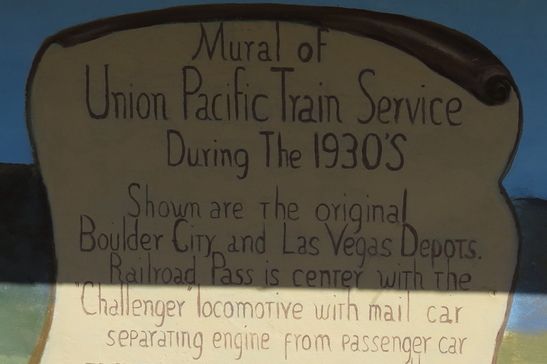 Mural of
Union Pacific Train Service
During The 1930'S
Shown are The original
Boulder City and Las Vegas Depots.
Railroad Pass is center with the
"Challenger" locomotive with mail car
separating engine from passenger car